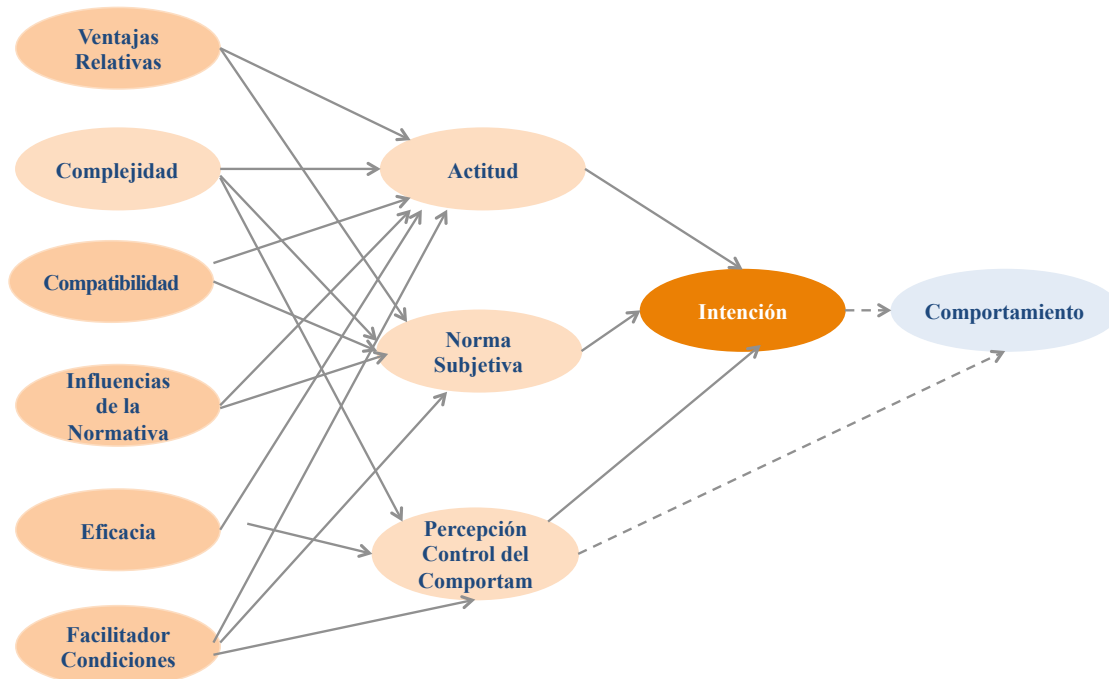 Ventajas
Relativas
Complejidad
Compatibilidad
Influencias
de la
Normativa
Eficacia
Facilitador
Condiciones
Actitud
Norma
Subjetiva
Percepción
Control del
Comportam
Intención
Comportamiento